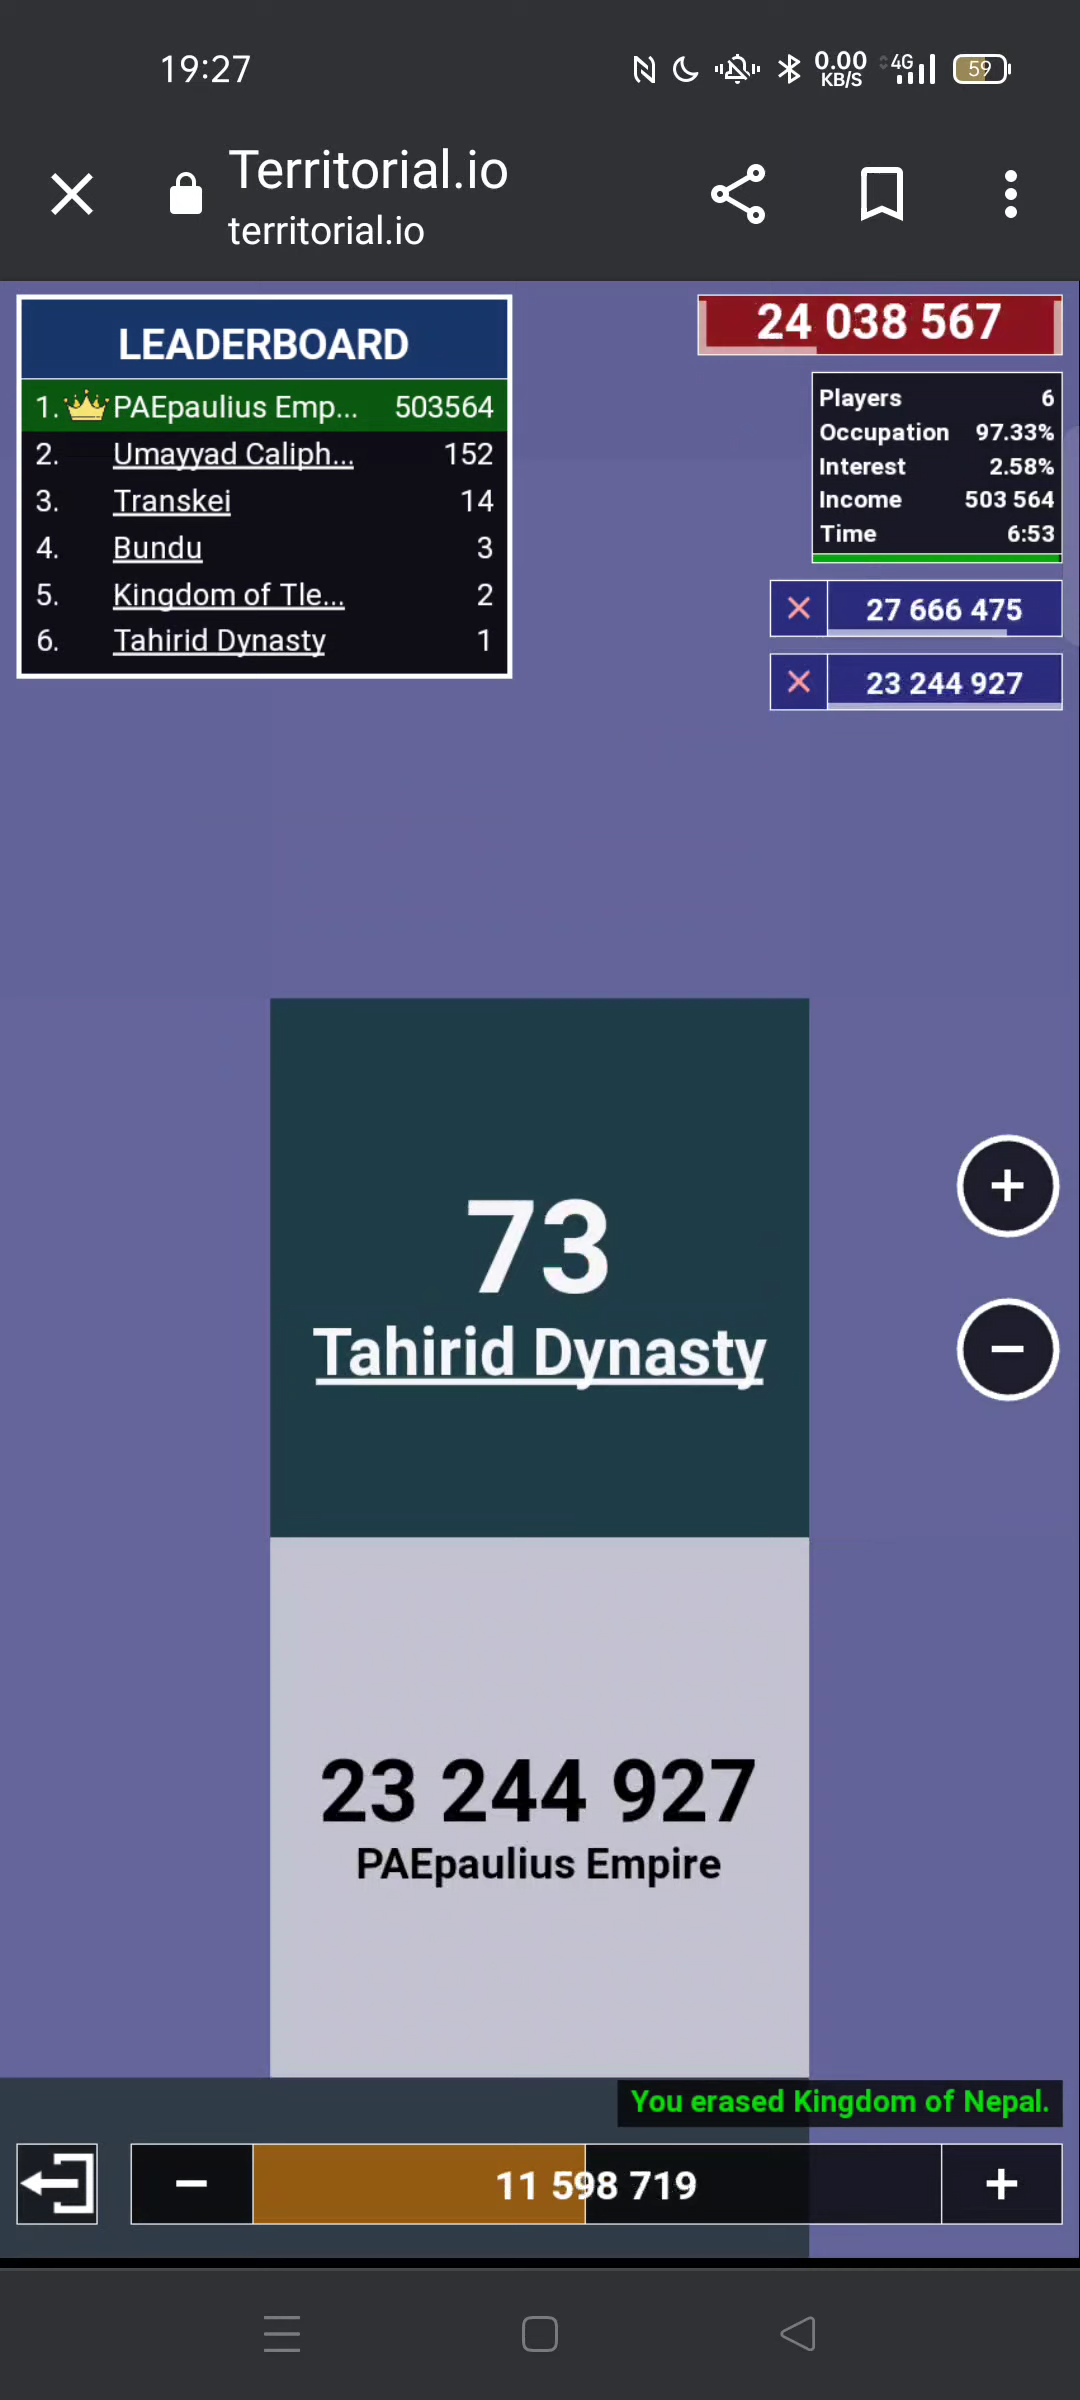 19:27
0.00
KB/S
4G
59
Territorial.io
territorial.io
LEADERBOARD
1. PAEpaulius Emp... 503564
2. Umayyad Caliph... 152
3. Transkei 14
4. Bundu 3
5. Kingdom of Tle... 2
6. Tahirid Dynasty 1
24 038 567
Players 6
Occupation 97.33%
Interest 2.58%
Income 503 564
Time 6:53
27 666 475
23 244 927
73
Tahirid Dynasty
23 244 927
PAEpaulius Empire
You erased Kingdom of Nepal.
11 598 719